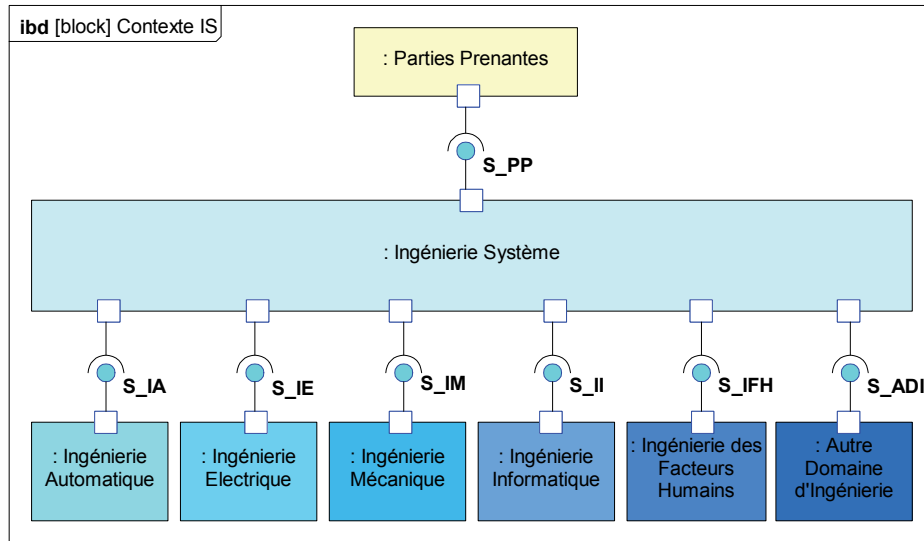 ibd [block] Contexte IS
: Parties Prenantes
S_PP
: Ingénierie Système
S_IA
S_IE
S_IM
S_II
S_IFH
S_ADI
: Ingénierie
Automatique
: Ingénierie
Electrique
: Ingénierie
Mécanique
: Ingénierie
Informatique
: Ingénierie des
Facteurs
Humains
: Autre
Domaine
d'Ingénierie